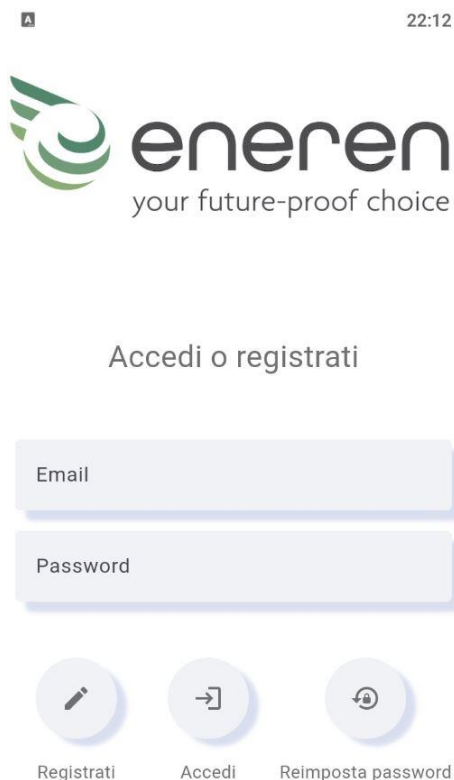 A
22:12
eneren
your future-proof choice
Accedi o registrati
Email
Password
Registrati Accedi Reimposta password